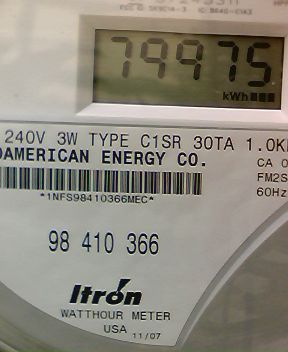 79975
kWh
240V 3W TYPE C1SR 30TA 1.0K
DAMERICAN ENERGY CO.
CA 0
FM2S
60Hz
*1NFS98410366MEC*
98 410 366
Itron
WATTHOUR METER
USA 11/07